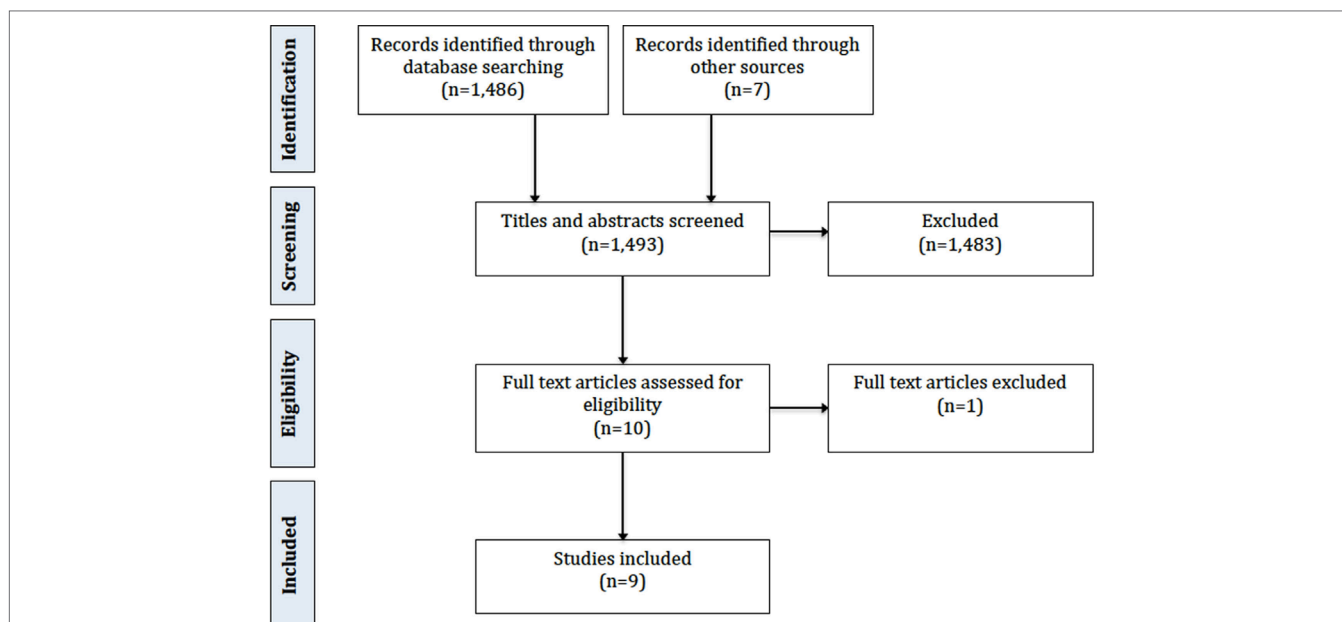 Identification
Records identified through
database searching
(n=1,486)
Records identified through
other sources
(n=7)
Screening
Titles and abstracts screened
(n=1,493)
Excluded
(n=1,483)
Eligibility
Full text articles assessed for
eligibility
(n=10)
Full text articles excluded
(n=1)
Included
Studies included
(n=9)